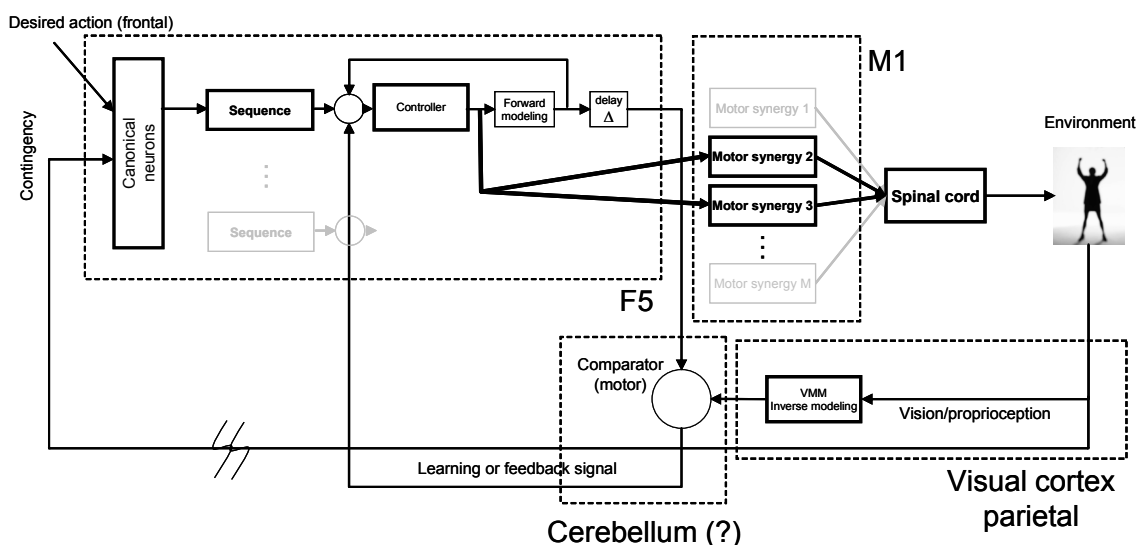 Desired action (frontal)
Contingency
Canonical
neurons
Sequence
Controller
Forward
modeling
delay
Δ
Sequence
F5
M1
Motor synergy 1
Motor synergy 2
Motor synergy 3
Motor synergy M
Spinal cord
Environment
Comparator
(motor)
VMM
Inverse modeling
Vision/proprioception
Learning or feedback signal
Visual cortex
parietal
Cerebellum (?)